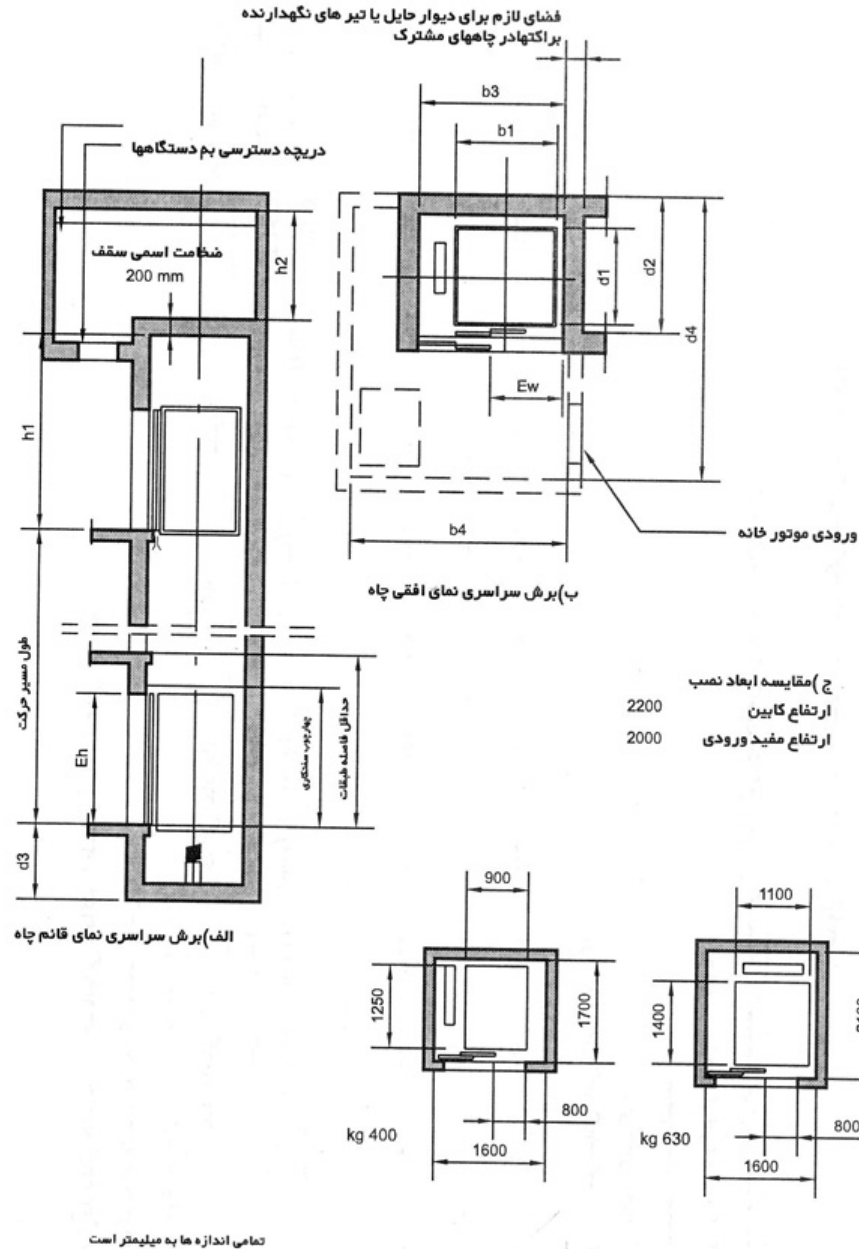 فضای لازم برای دیوار حایل یا تیر های نگهدارنده
براکتهادر چاههای مشترک
b3
b1
دریچه دسترسی به دستگاهها
ضخامت اسمی سقف
200 mm
h2
d1
d2
d4
h1
Ew
b4
ورودی موتور خانه
ب)برش سراسری نمای افقی چاه
طول مسیر حرکت
Eh
چهارچوب سفتکاری
حداقل فاصله طبقات
d3
الف)برش سراسری نمای قائم چاه
ج)مقایسه ابعاد نصب
ارتفاع کابین 2200
ارتفاع مفید ورودی 2000
900
1250
1700
800
kg 400
1600
1100
1400
800
kg 630
1600
تمامی اندازه ها به میلیمتر است